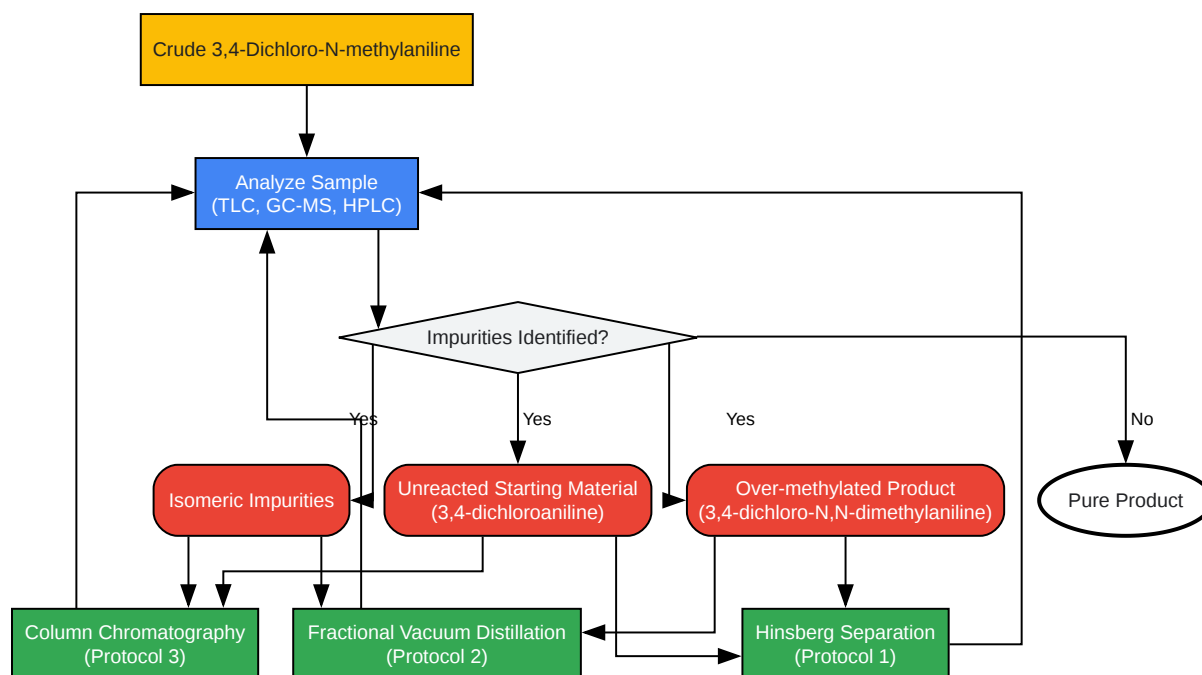 Crude 3,4-Dichloro-N-methylaniline
Analyze Sample
(TLC, GC-MS, HPLC)
Impurities Identified?
Yes
Yes
Yes
No
Isomeric Impurities
Unreacted Starting Material
(3,4-dichloroaniline)
Over-methylated Product
(3,4-dichloro-N,N-dimethylaniline)
Pure Product
Column Chromatography
(Protocol 3)
Fractional Vacuum Distillation
(Protocol 2)
Hinsberg Separation
(Protocol 1)